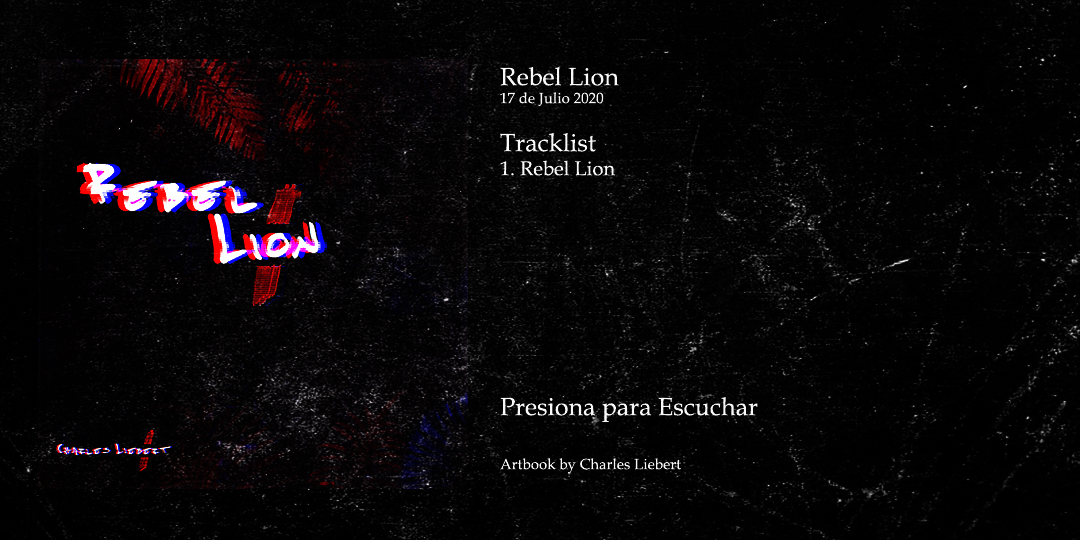 REBEL
LION
CHARLES LIEBERT
Rebel Lion
17 de Julio 2020
Tracklist
1. Rebel Lion
Presiona para Escuchar
Artbook by Charles Liebert